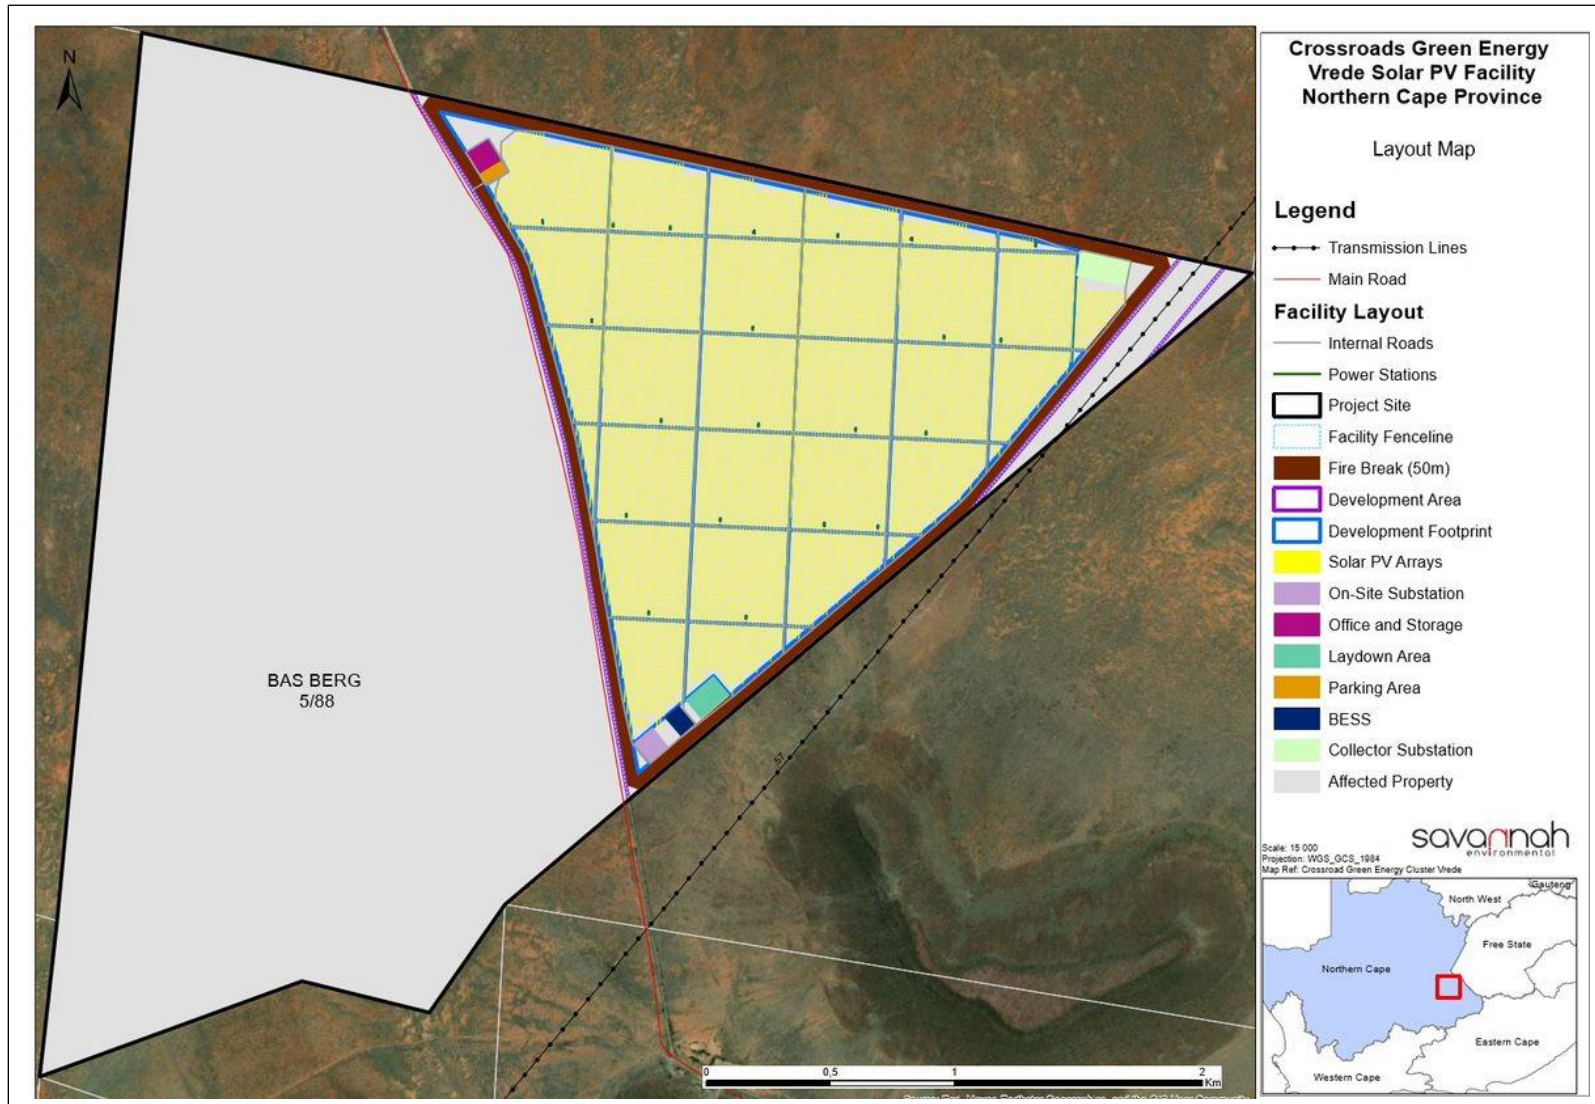 N
BAS BERG
5/88
57
0
0,5
1
2
Km
Crossroads Green Energy
Vrede Solar PV Facility
Northern Cape Province
Layout Map
Legend
Transmission Lines
Main Road
Facility Layout
Internal Roads
Power Stations
Project Site
Facility Fenceline
Fire Break (50m)
Development Area
Development Footprint
Solar PV Arrays
On-Site Substation
Office and Storage
Laydown Area
Parking Area
BESS
Collector Substation
Affected Property
savannah
environmental
Scale: 15 000
Projection: WGS_GCS_1984
Map Ref: Crossroad Green Energy Cluster Vrede
Gauteng
North West
Free State
Northern Cape
Eastern Cape
Western Cape